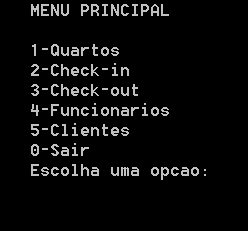 MENU PRINCIPAL
1-Quartos
2-Check-in
3-Check-out
4-Funcionarios
5-Clientes
0-Sair
Escolha uma opcao: